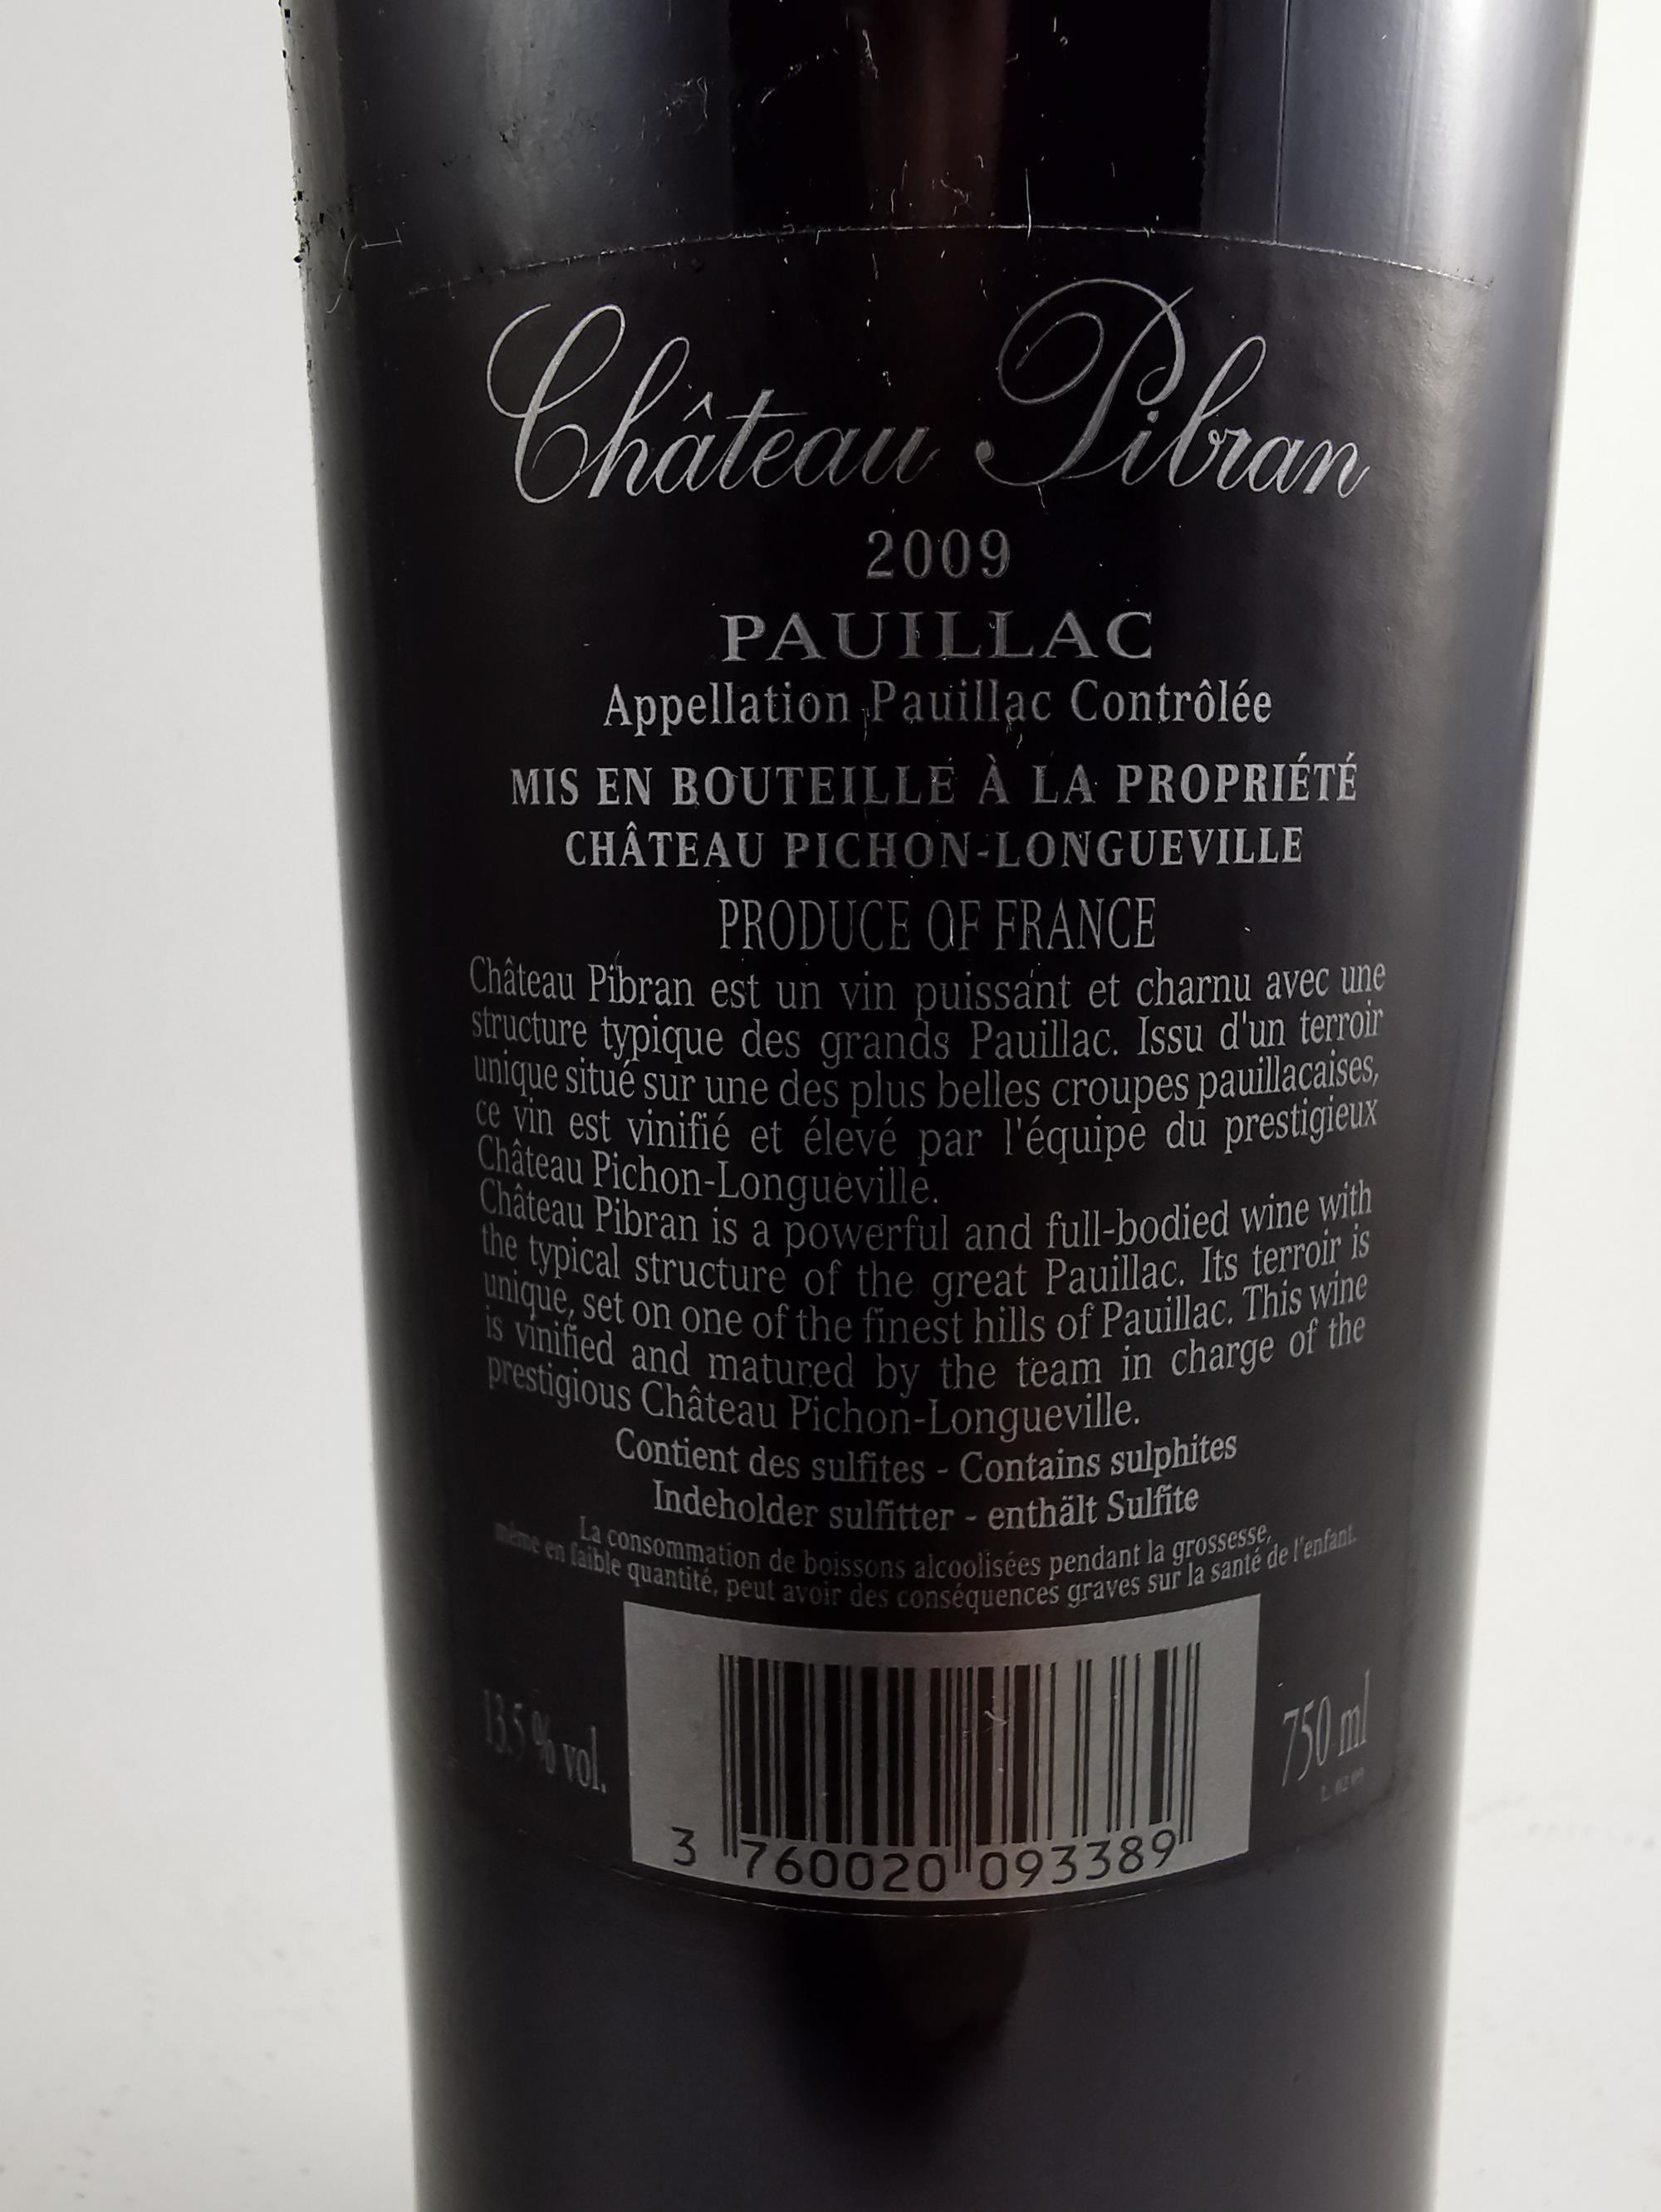 Château Pibran
2009
PAUILLAC
Appellation Pauillac Contrôlée
MIS EN BOUTEILLE À LA PROPRIÉTÉ
CHÂTEAU PICHON-LONGUEVILLE
PRODUCE OF FRANCE
Château Pibran est un vin puissant et charnu avec une
structure typique des grands Pauillac. Issu d'un terroir
unique situé sur une des plus belles croupes pauillacaises,
ce vin est vinifié et élevé par l'équipe du prestigieux
Château Pichon-Longueville.
Château Pibran is a powerful and full-bodied wine with
the typical structure of the great Pauillac. Its terroir is
unique, set on one of the finest hills of Pauillac. This wine
is vinified and matured by the team in charge of the
prestigious Château Pichon-Longueville.
Contient des sulfites - Contains sulphites
Indeholder sulfitter - enthält Sulfite
La consommation de boissons alcoolisées pendant la grossesse,
même en faible quantité, peut avoir des conséquences graves sur la santé de l'enfant.
13.5 % vol.
750 ml
L. 02 09
3 760020 093389